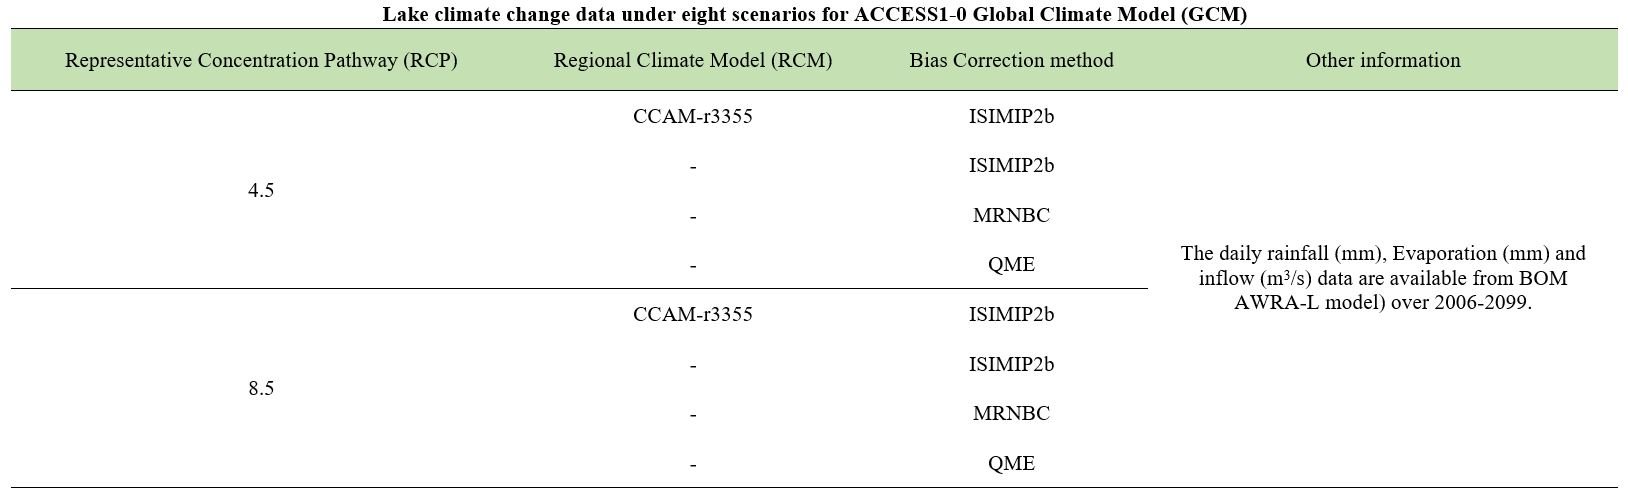 Lake climate change data under eight scenarios for ACCESS1-0 Global Climate Model (GCM)
Representative Concentration Pathway (RCP) Regional Climate Model (RCM) Bias Correction method Other information
4.5
CCAM-r3355 ISIMIP2b
- ISIMIP2b
- MRNBC
- QME
8.5
CCAM-r3355 ISIMIP2b
- ISIMIP2b
- MRNBC
- QME
The daily rainfall (mm), Evaporation (mm) and
inflow (m³/s) data are available from BOM
AWRA-L model) over 2006-2099.